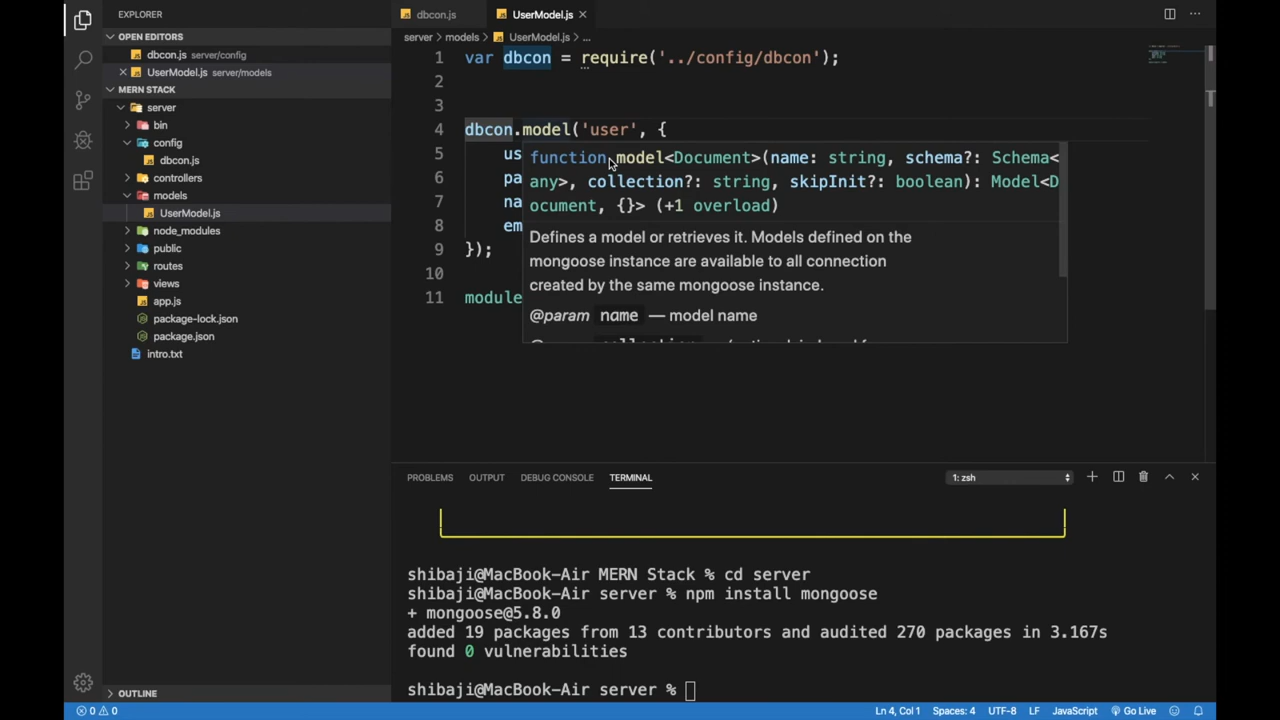 EXPLORER
OPEN EDITORS
dbcon.js server/config
UserModel.js server/models
MERN STACK
server
bin
config
dbcon.js
controllers
models
UserModel.js
node_modules
public
routes
views
app.js
package-lock.json
package.json
intro.txt
OUTLINE
dbcon.js
UserModel.js
server › models › UserModel.js › ...
1 var dbcon = require('../config/dbcon');
2
3
4 dbcon.model('user', {
5 us
6 pa
7 na
8 em
9 });
10
11 module
function model<Document>(name: string, schema?: Schema<
any>, collection?: string, skipInit?: boolean): Model<D
ocument, {}> (+1 overload)
Defines a model or retrieves it. Models defined on the
mongoose instance are available to all connection
created by the same mongoose instance.
@param name — model name
PROBLEMS OUTPUT DEBUG CONSOLE TERMINAL 1: zsh
shibaji@MacBook-Air MERN Stack % cd server
shibaji@MacBook-Air server % npm install mongoose
+ mongoose@5.8.0
added 19 packages from 13 contributors and audited 270 packages in 3.167s
found 0 vulnerabilities
shibaji@MacBook-Air server %
0 0 Ln 4, Col 1 Spaces: 4 UTF-8 LF JavaScript Go Live